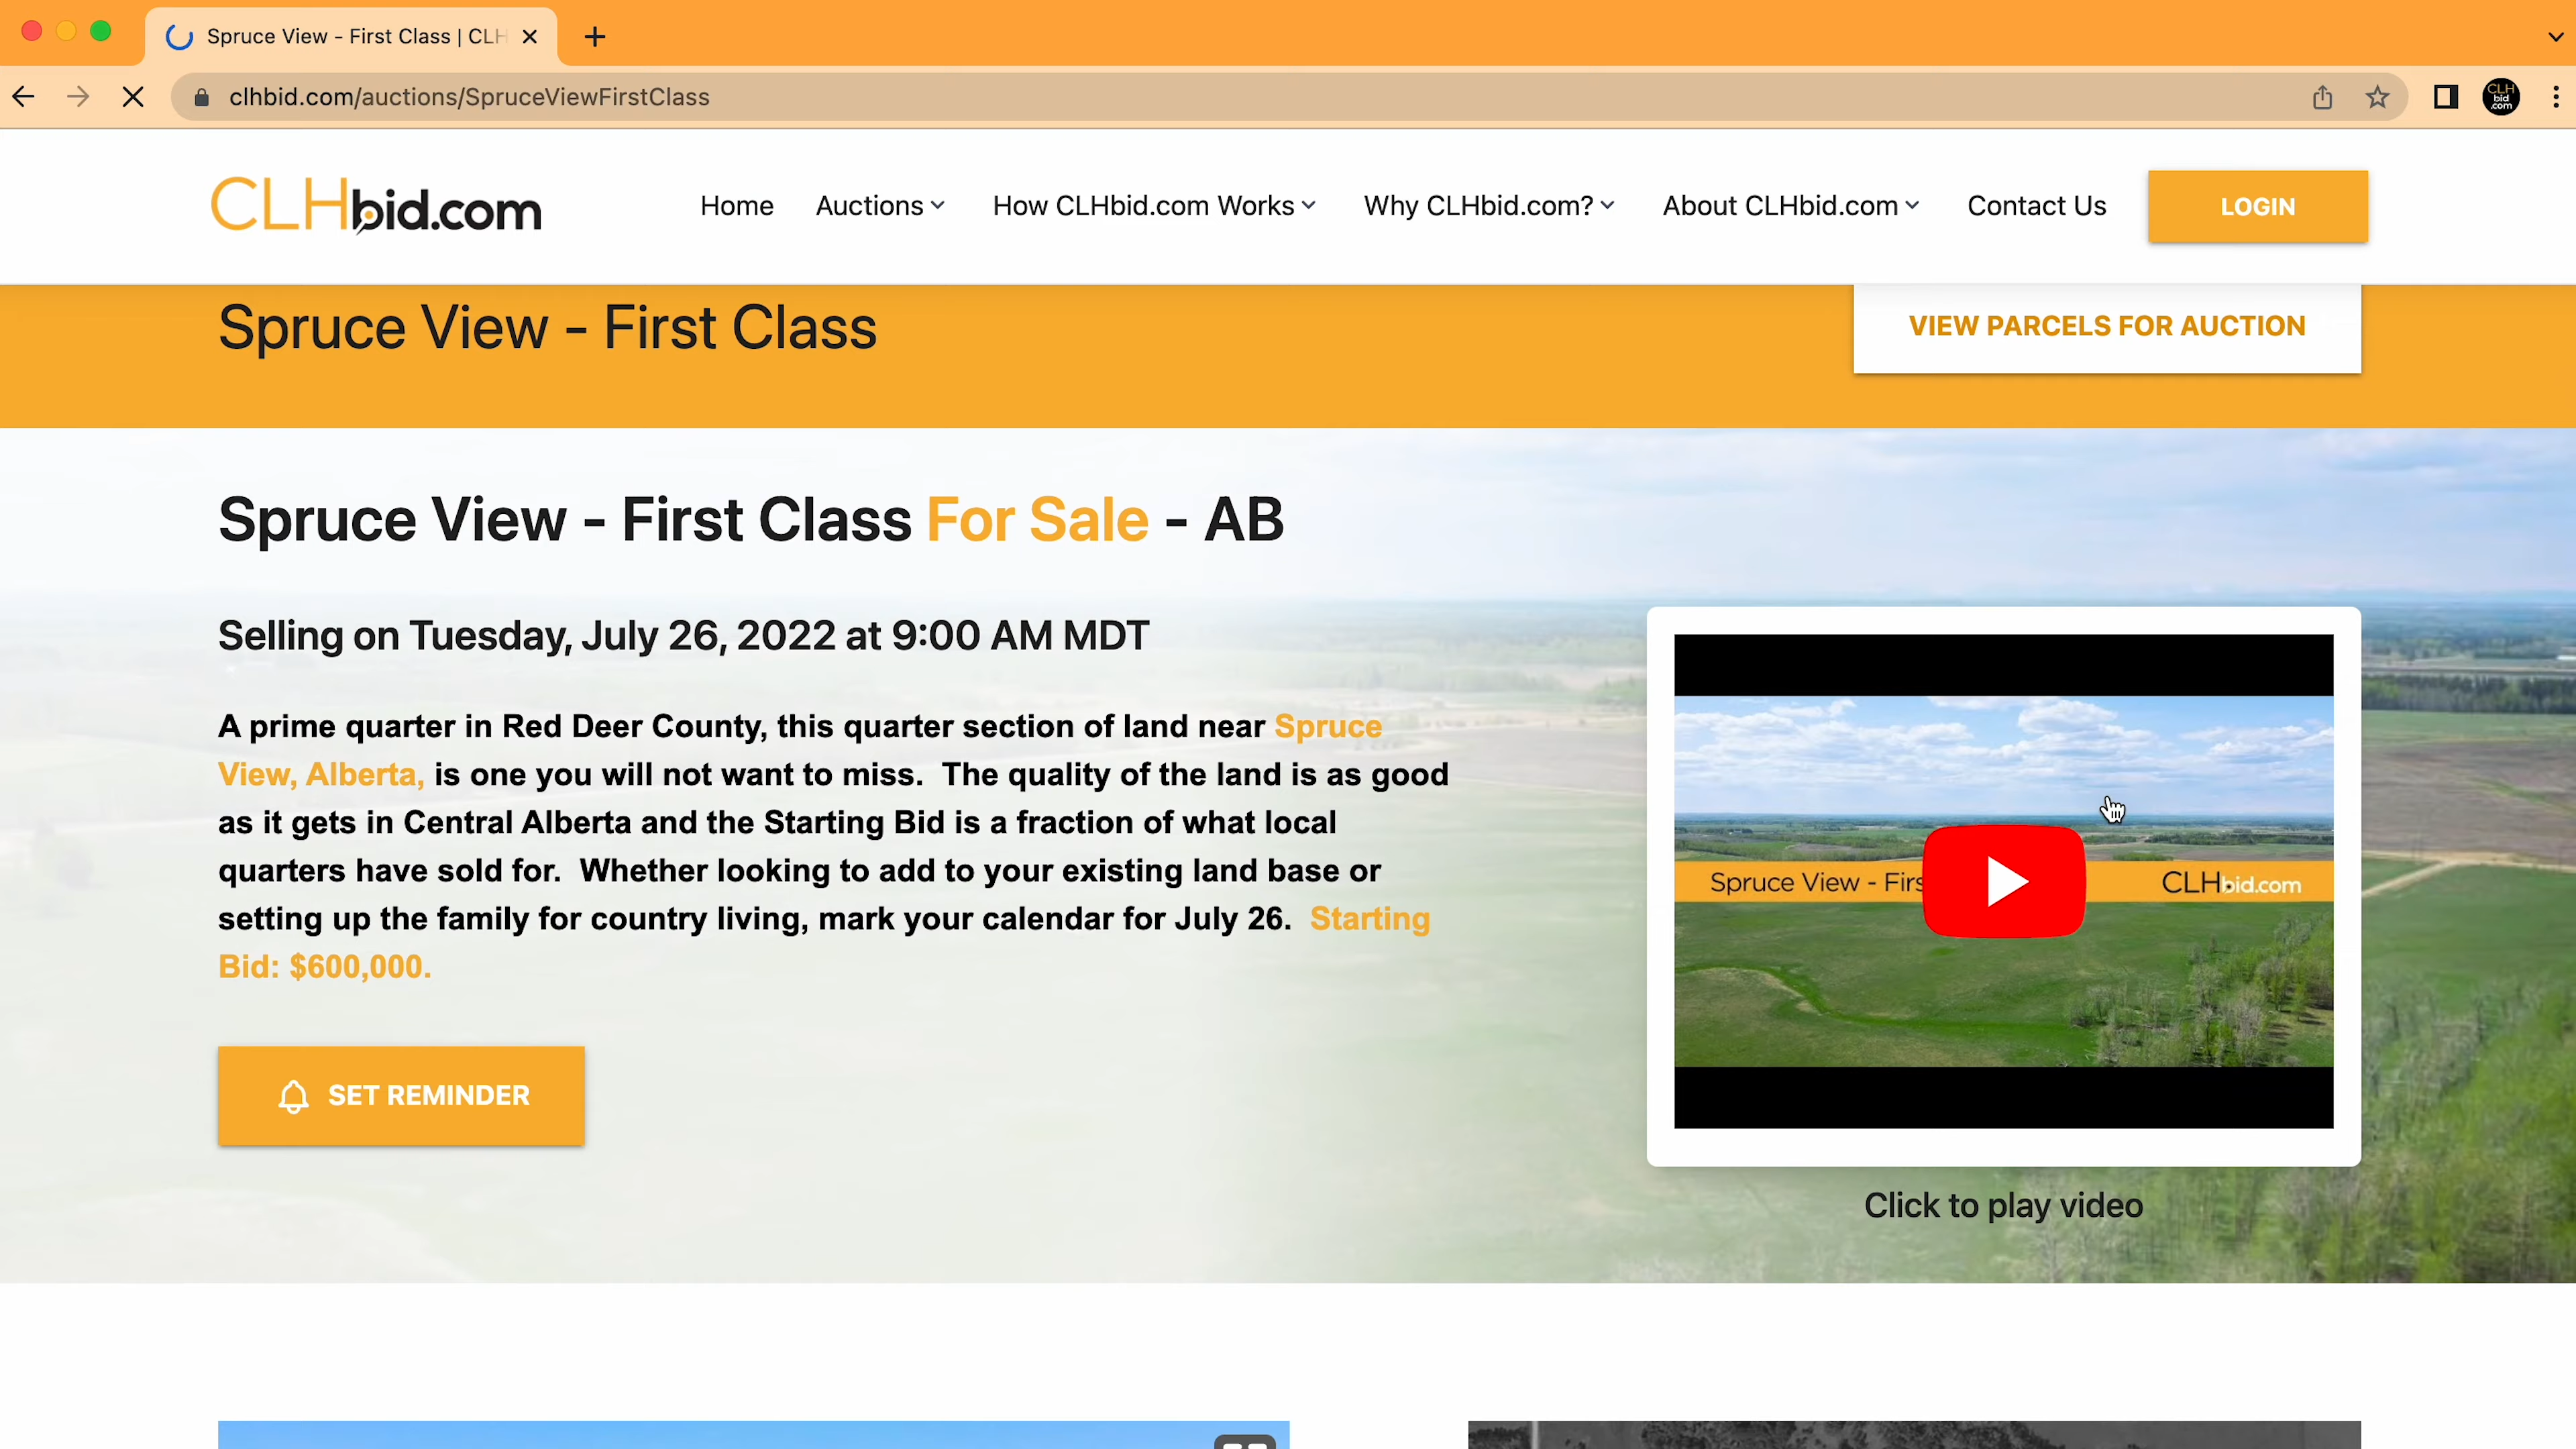 Spruce View - First Class | CLH
clhbid.com/auctions/SpruceViewFirstClass
CLH
bid
.com
CLHbid.com
Home
Auctions
How CLHbid.com Works
Why CLHbid.com?
About CLHbid.com
Contact Us
LOGIN
Spruce View - First Class
VIEW PARCELS FOR AUCTION
Spruce View - First Class For Sale - AB
Selling on Tuesday, July 26, 2022 at 9:00 AM MDT
A prime quarter in Red Deer County, this quarter section of land near Spruce
View, Alberta, is one you will not want to miss. The quality of the land is as good
as it gets in Central Alberta and the Starting Bid is a fraction of what local
quarters have sold for. Whether looking to add to your existing land base or
setting up the family for country living, mark your calendar for July 26. Starting
Bid: $600,000.
Spruce View - Firs
CLHbid.com
SET REMINDER
Click to play video